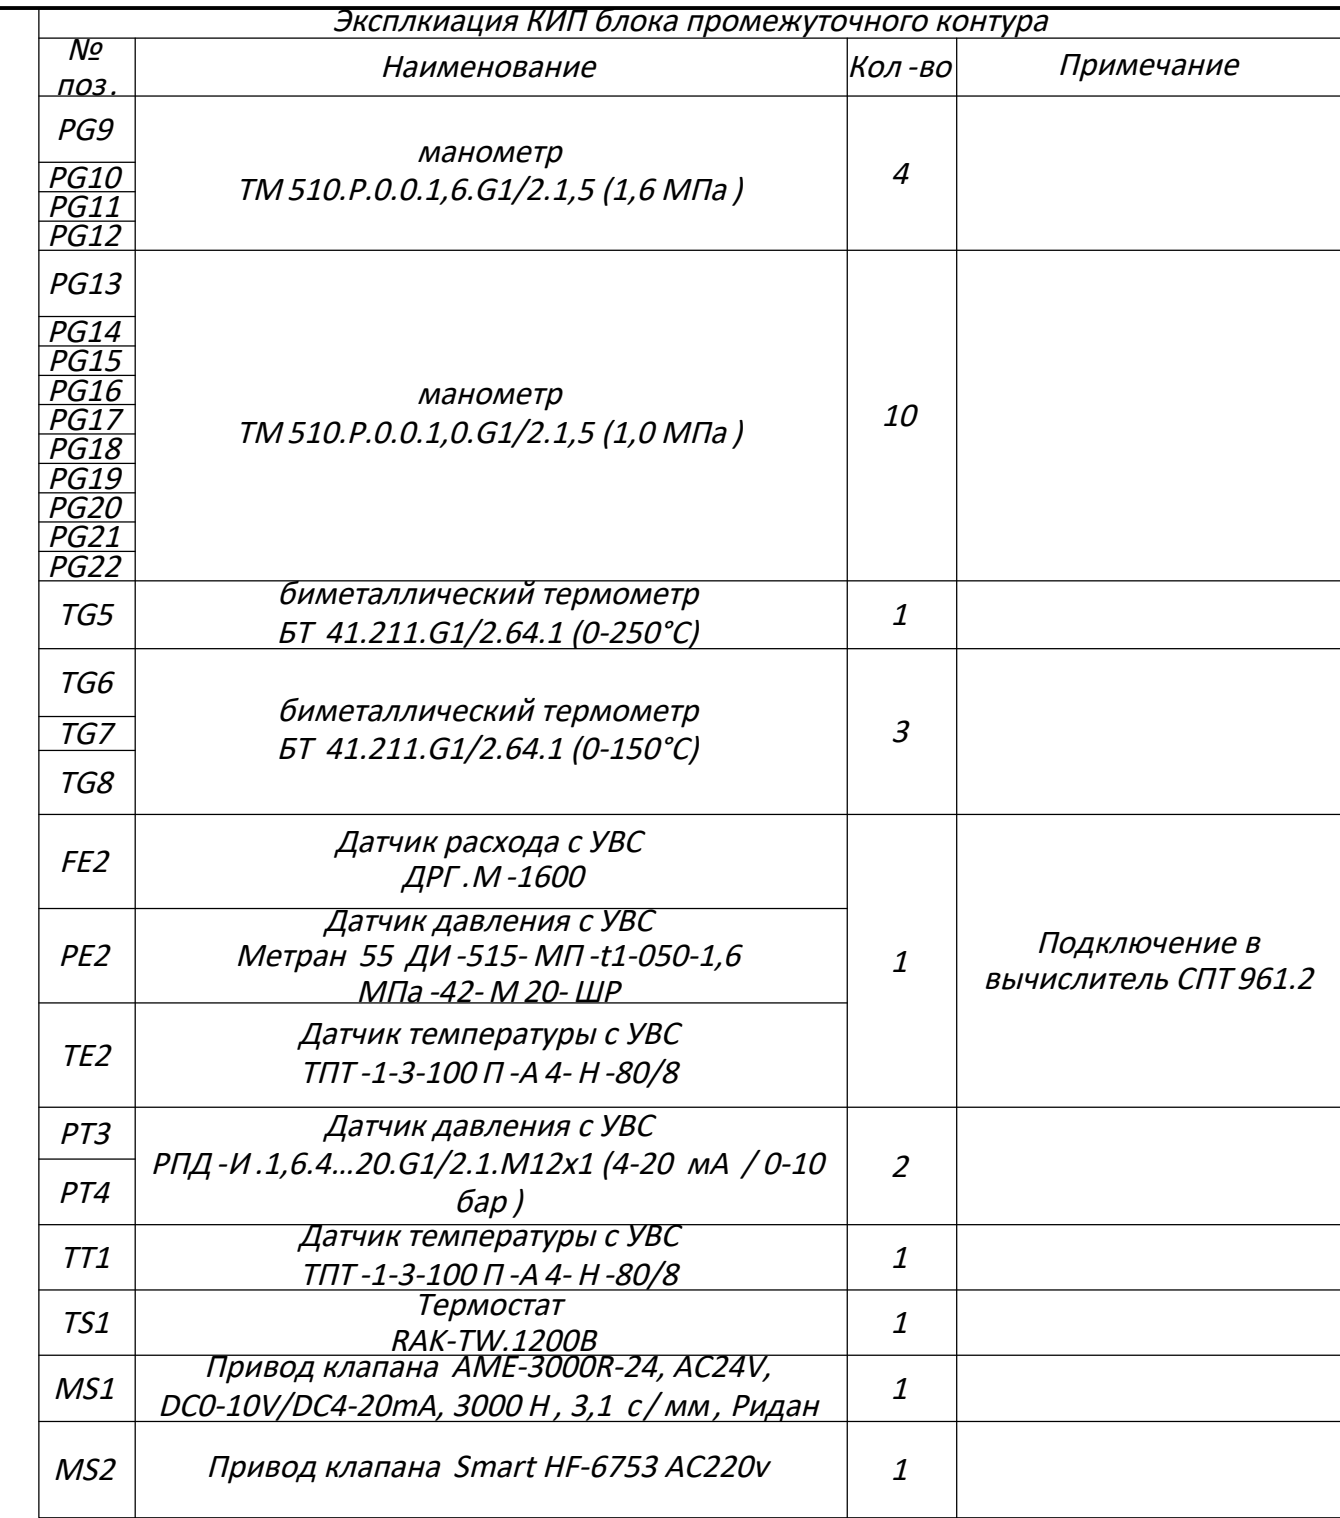 Эксплкиация КИП блока промежуточного контура
№ поз.
Наименование
Кол-во
Примечание
PG9
PG10
PG11
PG12
манометр
ТМ 510.Р.0.0.1,6.G1/2.1,5 (1,6 МПа)
4
PG13
PG14
PG15
PG16
PG17
PG18
PG19
PG20
PG21
PG22
манометр
ТМ 510.Р.0.0.1,0.G1/2.1,5 (1,0 МПа)
10
TG5
биметаллический термометр
БТ 41.211.G1/2.64.1 (0-250°С)
1
TG6
TG7
TG8
биметаллический термометр
БТ 41.211.G1/2.64.1 (0-150°С)
3
FE2
Датчик расхода с УВС
ДРГ.М-1600
PE2
Датчик давления с УВС
Метран 55 ДИ-515-МП-t1-050-1,6
МПа-42-М20-ШР
TE2
Датчик температуры с УВС
ТПТ-1-3-100П-А4-Н-80/8
1
Подключение в
вычислитель СПТ 961.2
PT3
PT4
Датчик давления с УВС
РПД-И.1,6.4...20.G1/2.1.M12x1 (4-20 мА / 0-10
бар)
2
TT1
Датчик температуры с УВС
ТПТ-1-3-100П-А4-Н-80/8
1
TS1
Термостат
RAK-TW.1200B
1
MS1
Привод клапана AME-3000R-24, AC24V,
DC0-10V/DC4-20mA, 3000 Н, 3,1 с/мм, Ридан
1
MS2
Привод клапана Smart HF-6753 AC220v
1